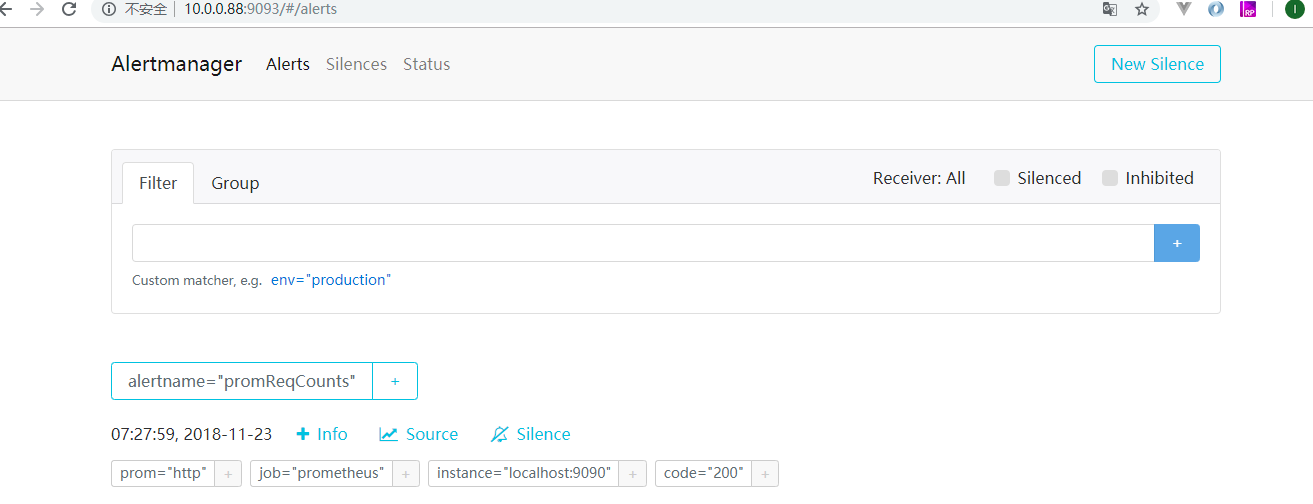 不安全 10.0.0.88:9093/#/alerts RP I
Alertmanager Alerts Silences Status New Silence
Filter Group Receiver: All Silenced Inhibited
+
Custom matcher, e.g. env="production"
alertname="promReqCounts" +
07:27:59, 2018-11-23 + Info Source Silence
prom="http" + job="prometheus" + instance="localhost:9090" + code="200" +